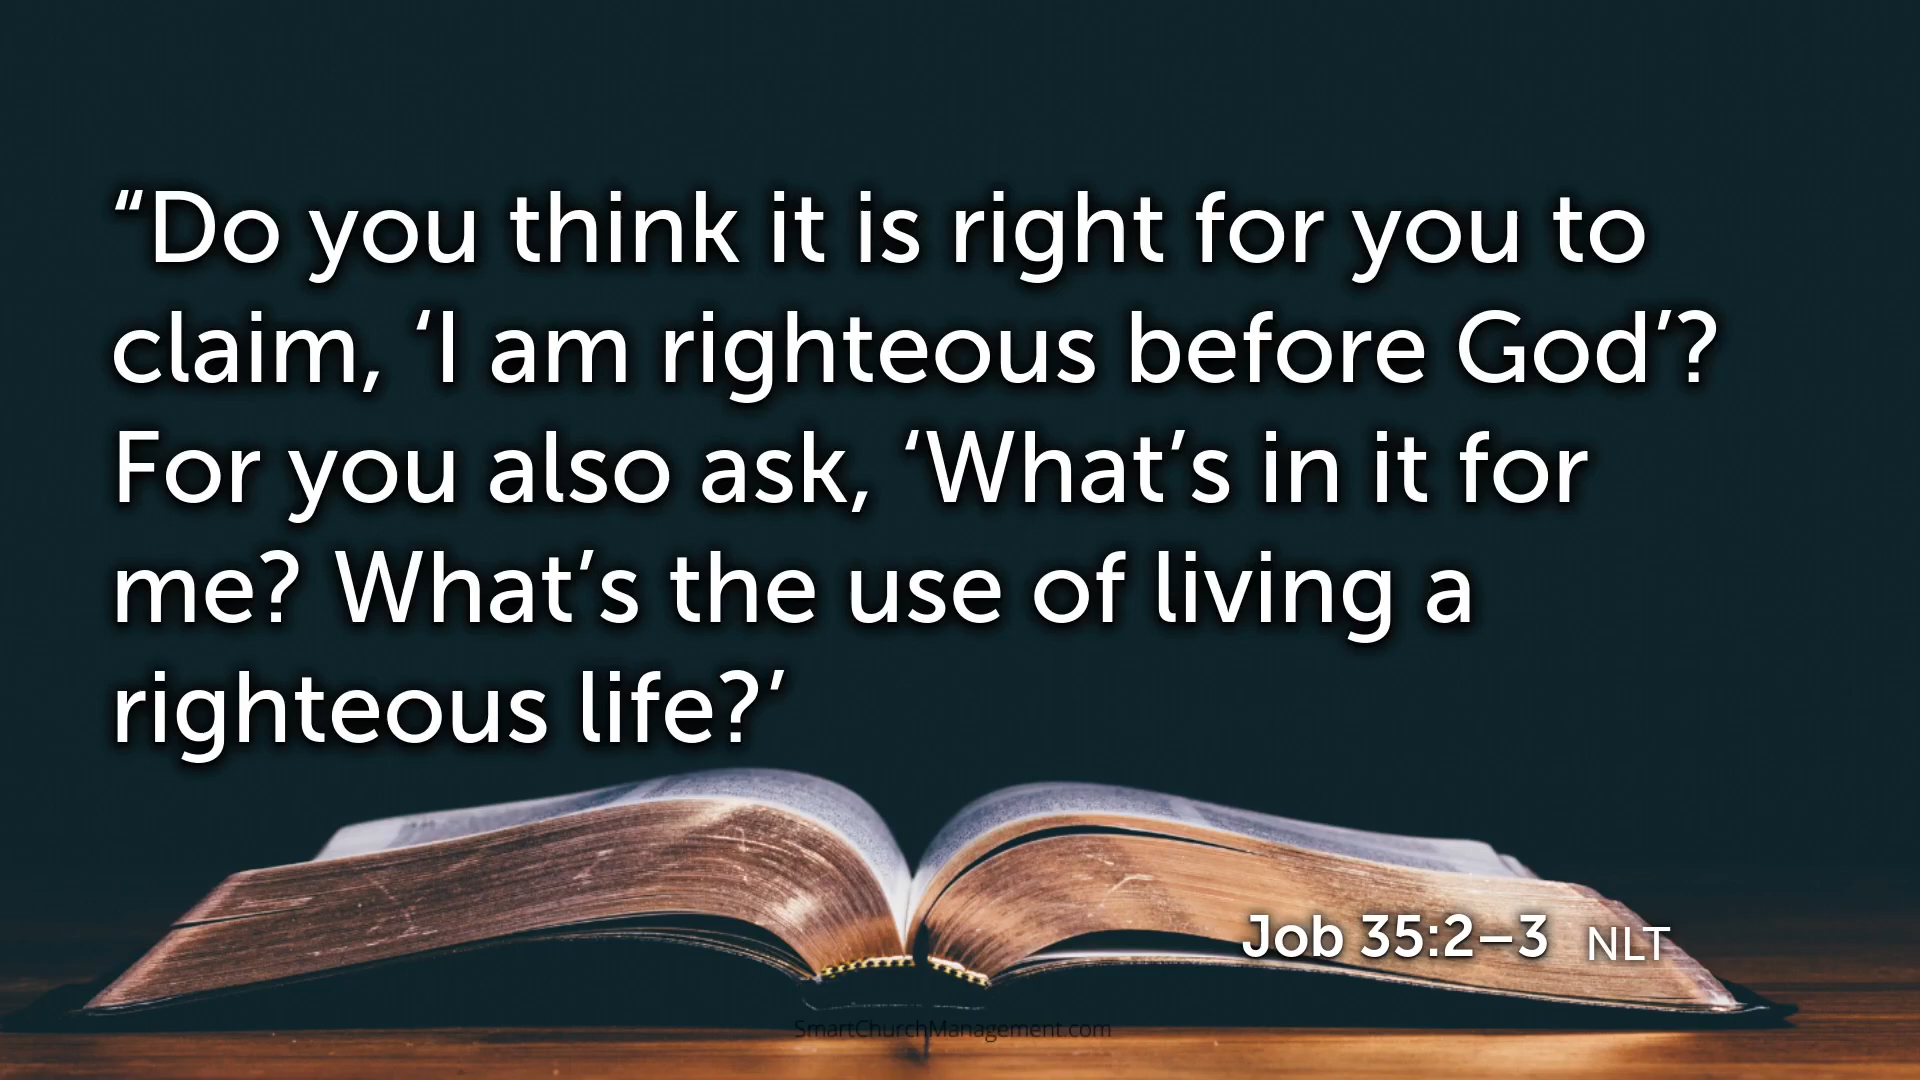 “Do you think it is right for you to
claim, ‘I am righteous before God’?
For you also ask, ‘What’s in it for
me? What’s the use of living a
righteous life?’
Job 35:2–3 NLT
SmartChurchManagement.com